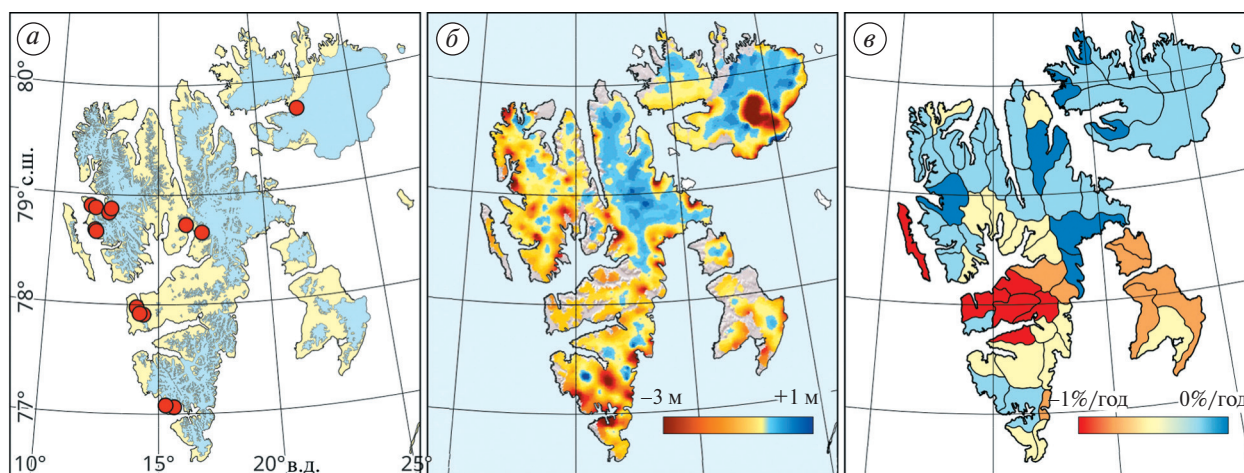 а
80°
79° с.ш.
78°
77°
10°
15°
20° в.д.
25°
б
–3 м
+1 м
в
–1%/год
0%/год